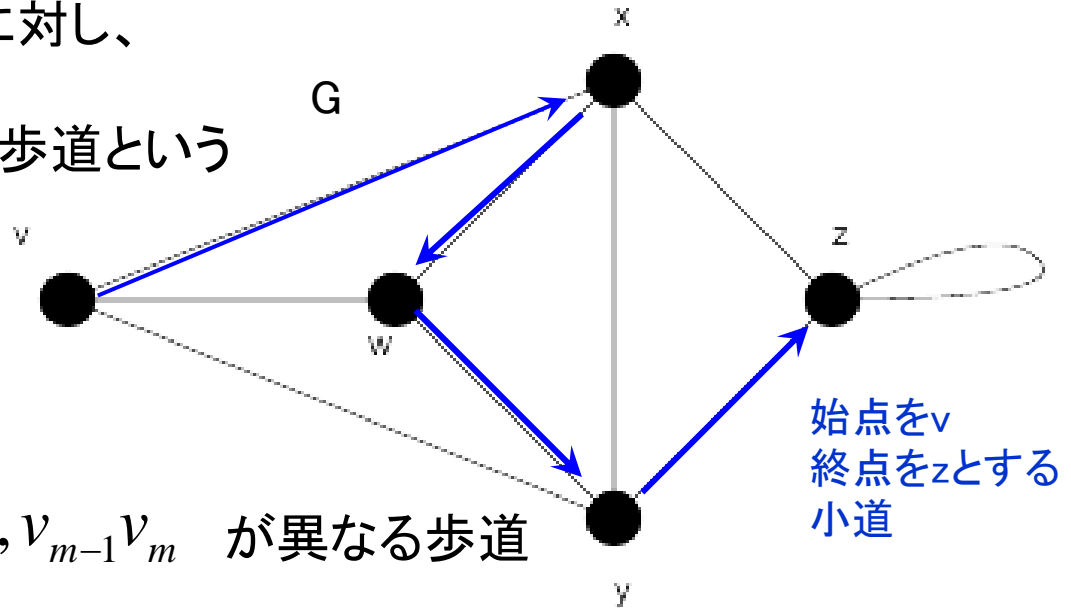 に対し、
x
G
歩道という
v
z
w
始点をv
終点をzとする
小道
, v_{m-1}v_m が異なる歩道
y